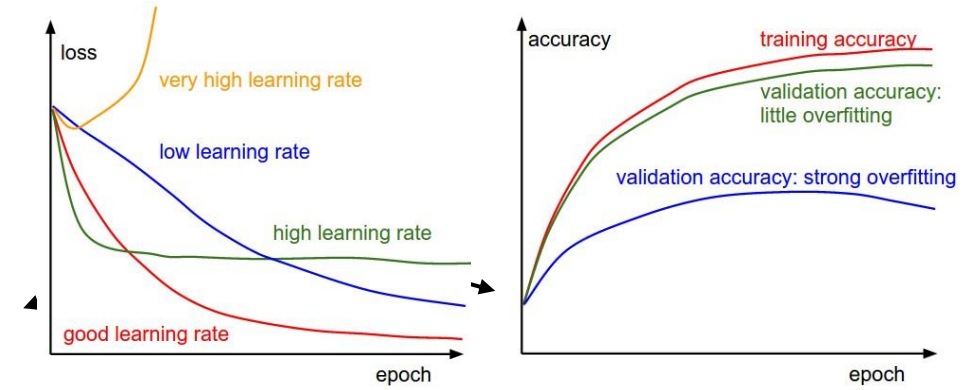 loss
very high learning rate
low learning rate
high learning rate
good learning rate
epoch
accuracy
training accuracy
validation accuracy:
little overfitting
validation accuracy: strong overfitting
epoch